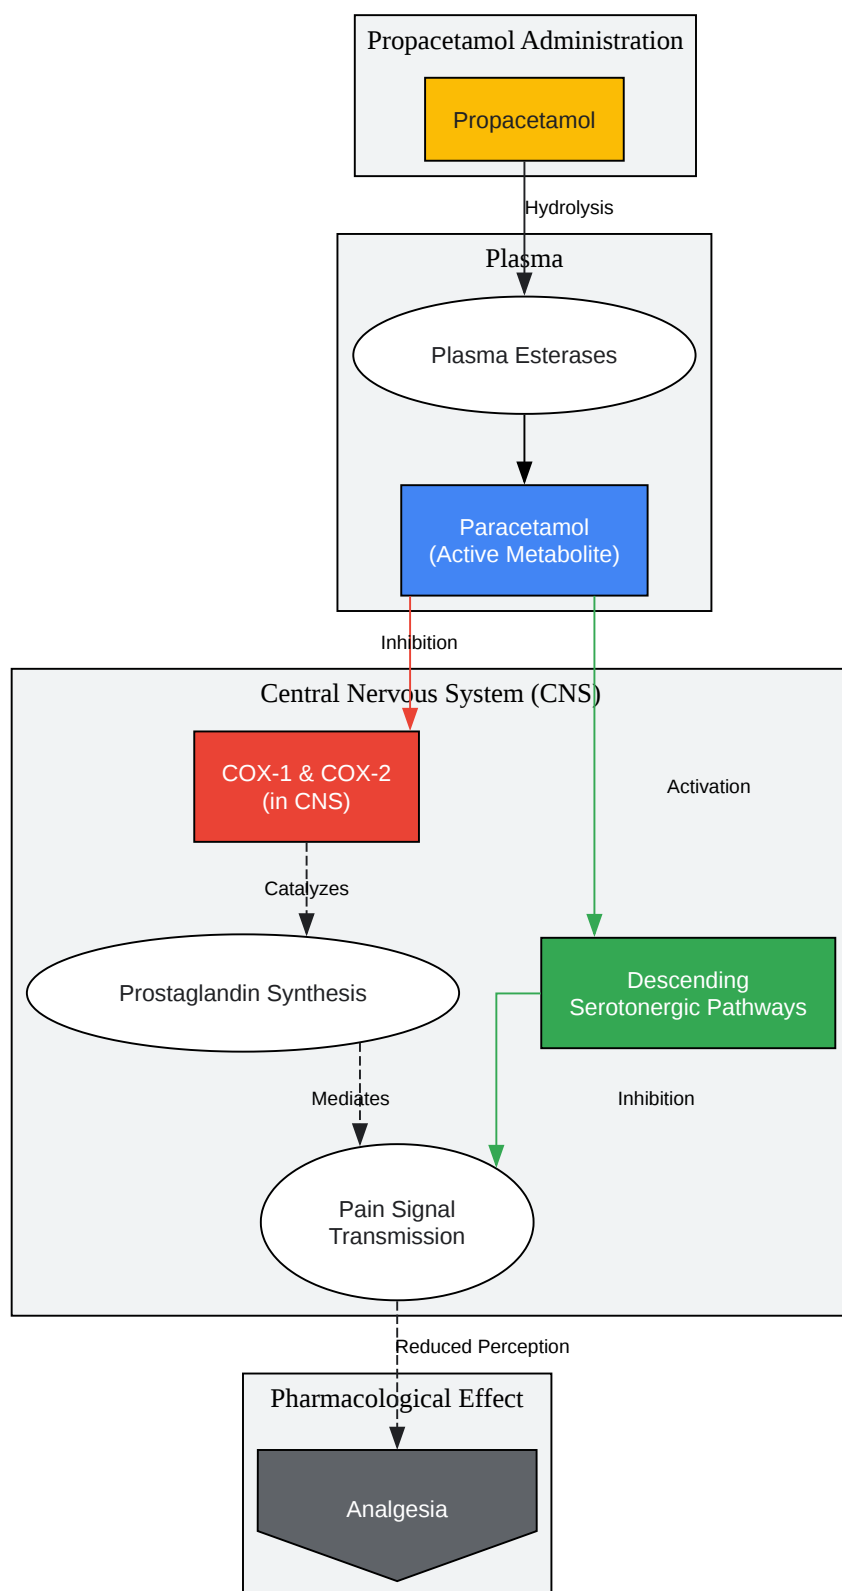 Propacetamol Administration
Propacetamol
Hydrolysis
Plasma
Plasma Esterases
Paracetamol
(Active Metabolite)
Inhibition
Central Nervous System (CNS)
COX-1 & COX-2
(in CNS)
Activation
Catalyzes
Prostaglandin Synthesis
Descending
Serotonergic Pathways
Mediates
Inhibition
Pain Signal
Transmission
Reduced Perception
Pharmacological Effect
Analgesia